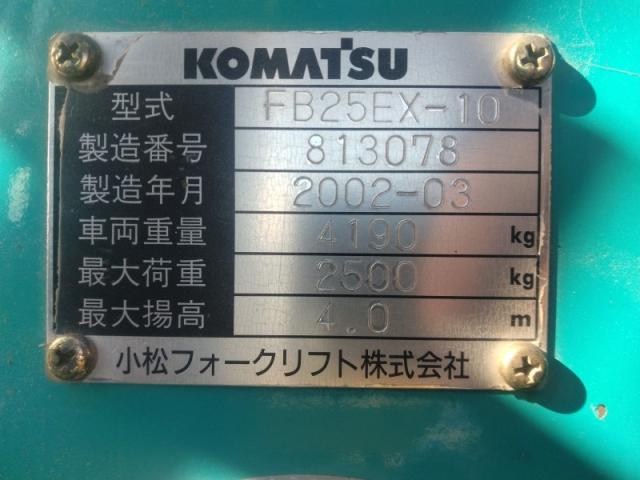 KOMATSU
型式 FB25EX-10
製造番号 813078
製造年月 2002-03
車両重量 4190 kg
最大荷重 2500 kg
最大揚高 4.0 m
小松フォークリフト株式会社